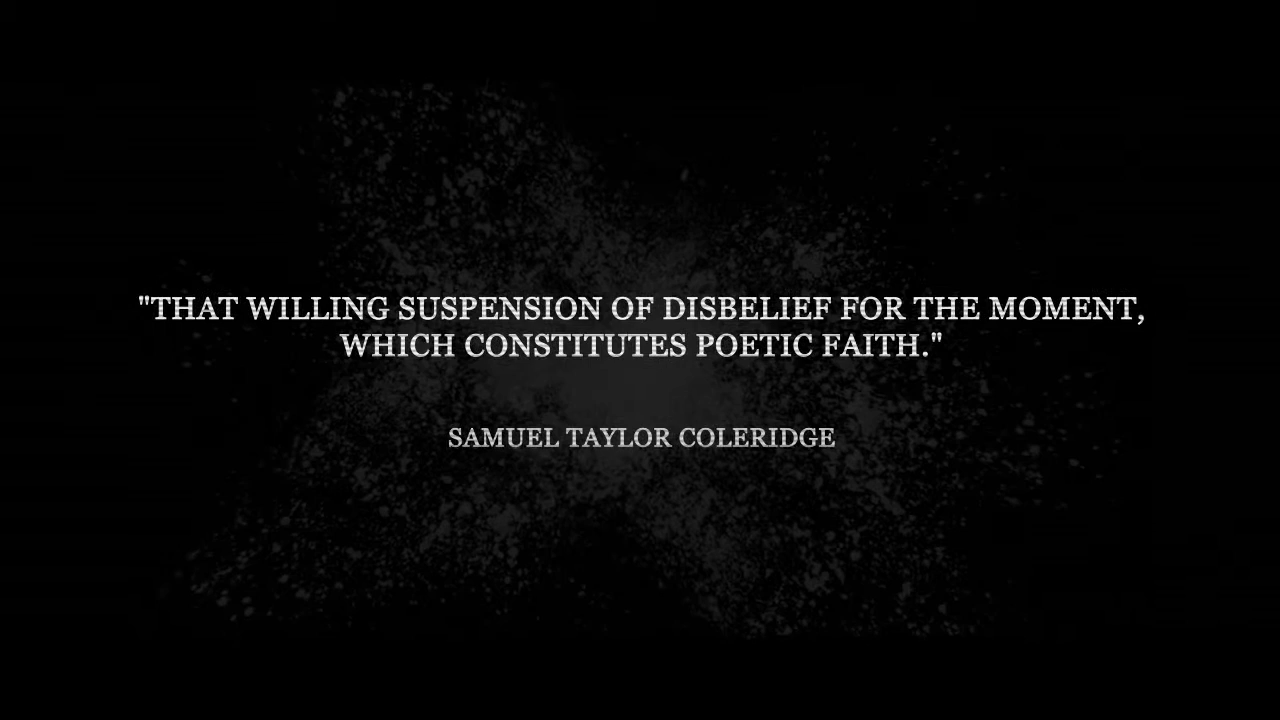 "THAT WILLING SUSPENSION OF DISBELIEF FOR THE MOMENT,
WHICH CONSTITUTES POETIC FAITH."
SAMUEL TAYLOR COLERIDGE